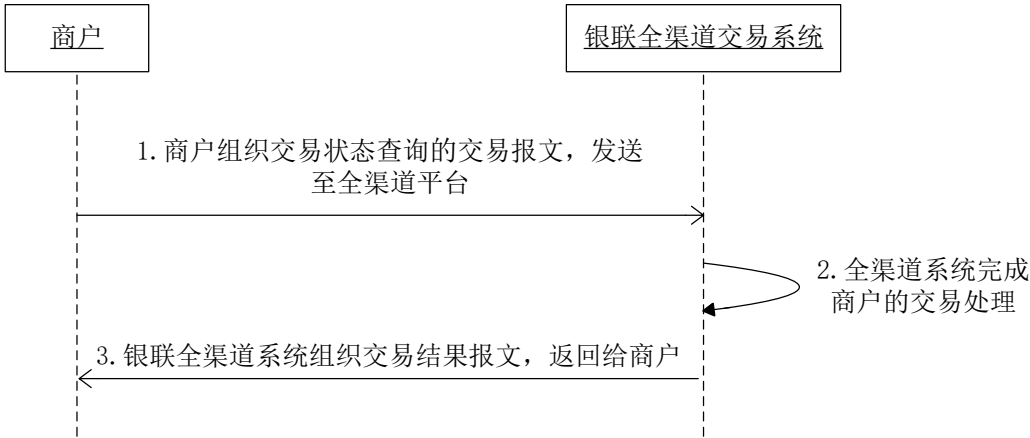 商户
银联全渠道交易系统
1.商户组织交易状态查询的交易报文，发送
至全渠道平台
2.全渠道系统完成
商户的交易处理
3.银联全渠道系统组织交易结果报文，返回给商户